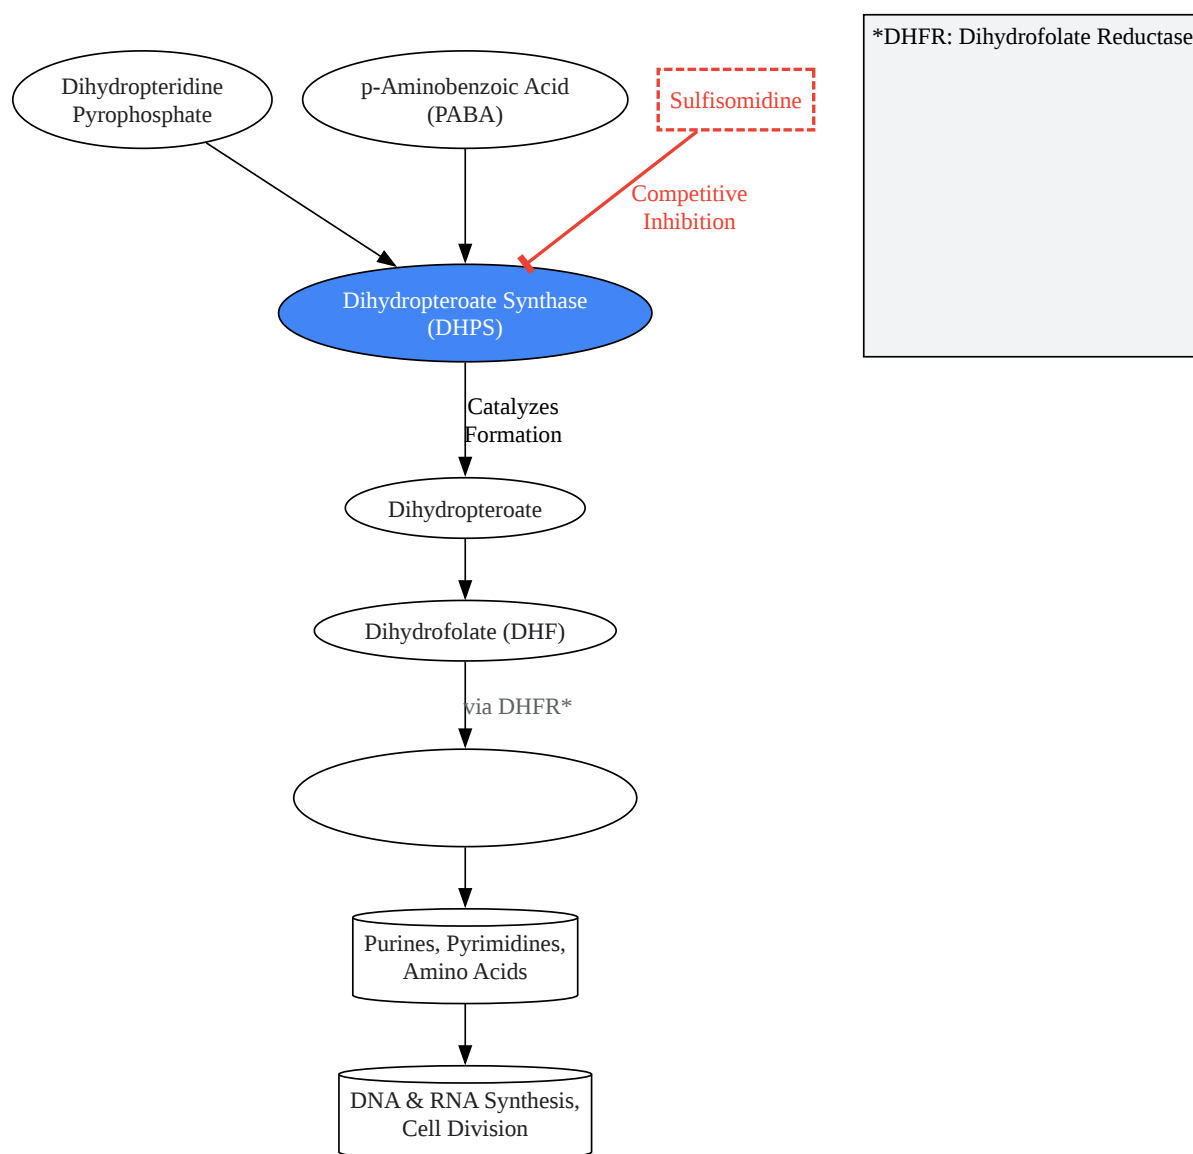 Dihydropteridine
Pyrophosphate
p-Aminobenzoic Acid
(PABA)
Sulfisomidine
*DHFR: Dihydrofolate Reductase
Competitive
Inhibition
Dihydropteroate Synthase
(DHPS)
Catalyzes
Formation
Dihydropteroate
Dihydrofolate (DHF)
via DHFR*
Purines, Pyrimidines,
Amino Acids
DNA & RNA Synthesis,
Cell Division